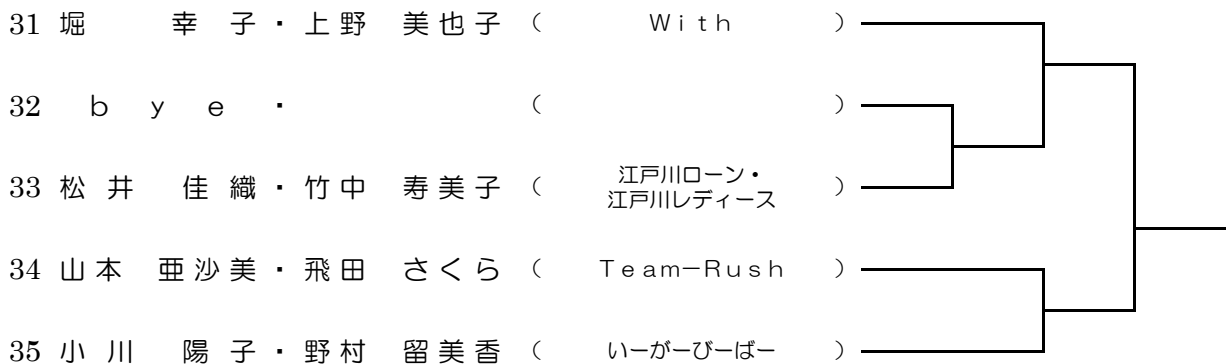 31 堀 幸 子・上野 美也子 ( With )
32 bye・ ( )
33 松 井 佳 織・竹中 寿美子 ( 江戸川ローン・
江戸川レディース )
34 山本 亜沙美・飛田 さくら ( Team−Rush )
35 小 川 陽 子・野村 留美香 ( いーがーびーばー )